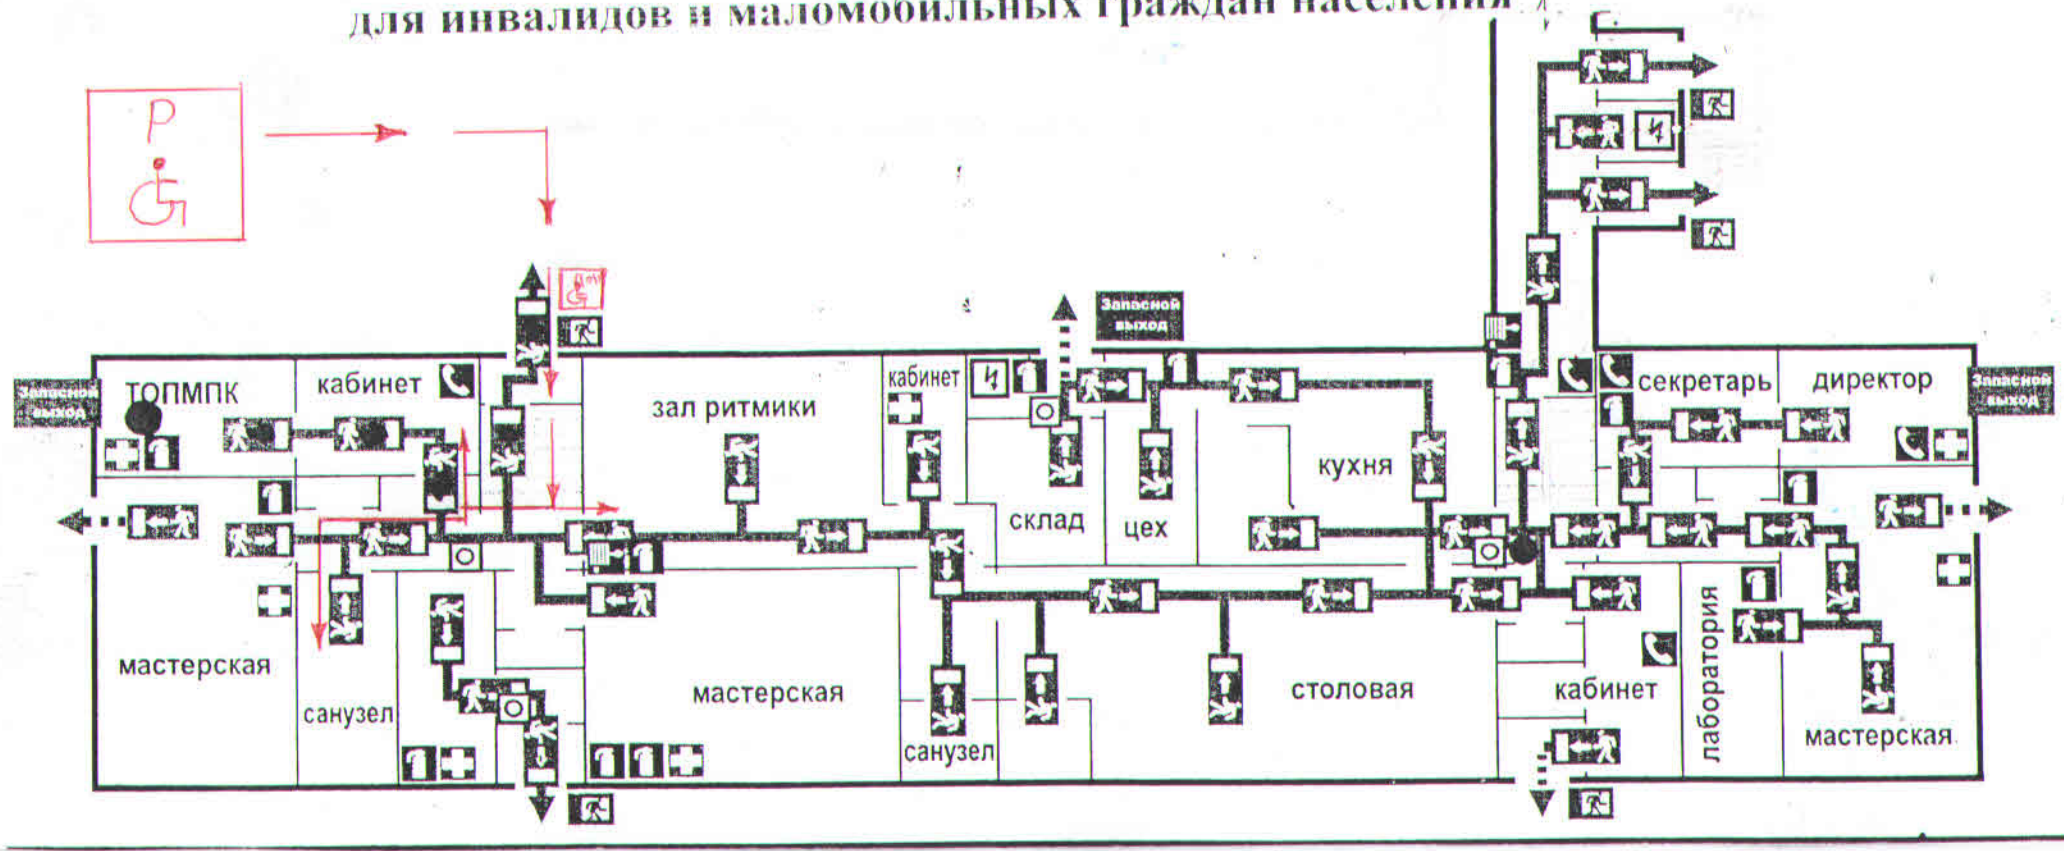 для инвалидов и маломобильных граждан населения
P
Запасной
выход
Запасной
выход
ТОПМПК
кабинет
зал ритмики
кабинет
секретарь
директор
Запасной
выход
кухня
склад
цех
мастерская
санузел
мастерская
санузел
столовая
кабинет
лаборатория
мастерская